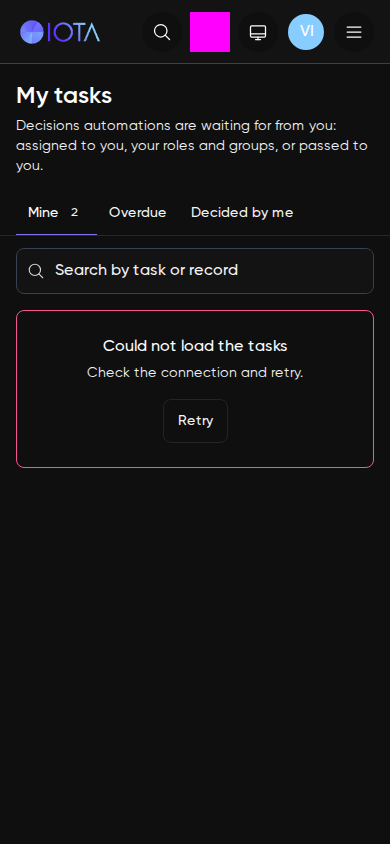 IOTA
VI
My tasks
Decisions automations are waiting for from you:
assigned to you, your roles and groups, or passed to
you.
Mine 2 Overdue Decided by me
Search by task or record
Could not load the tasks
Check the connection and retry.
Retry